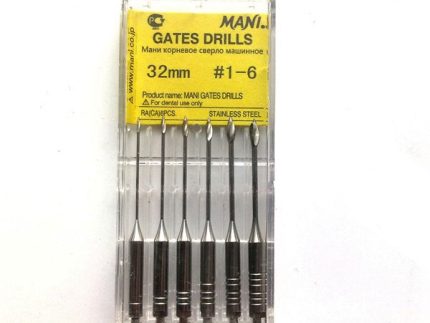 MANI
GATES DRILLS
Мани корневое сверло машинное
32mm #1-6
Product name: MANI GATES DRILLS
⚠ For dental use only
RA(CA) 6PCS. STAINLESS STEEL
⚠ www.mani.co.jp